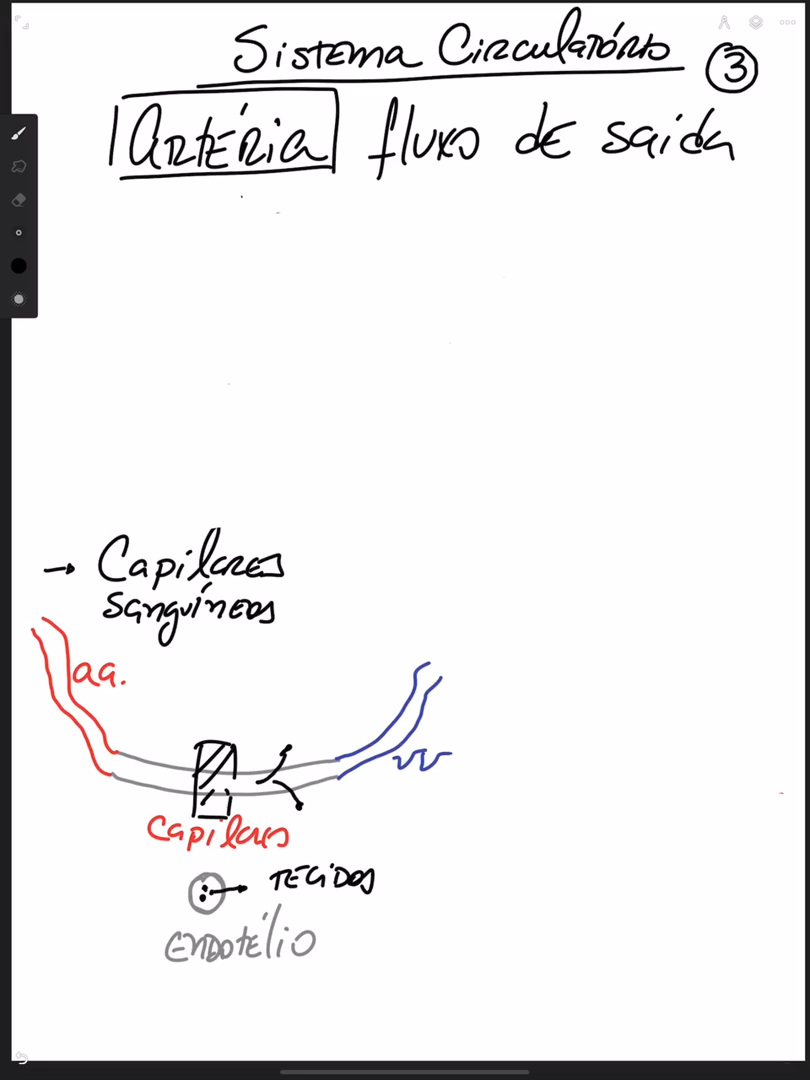 Sistema Circulatório
3
Artéria fluxo de saída
→ Capilares
sanguíneos
aa.
vv
Capilares
→ TECIDOS
ENDOTÉLIO